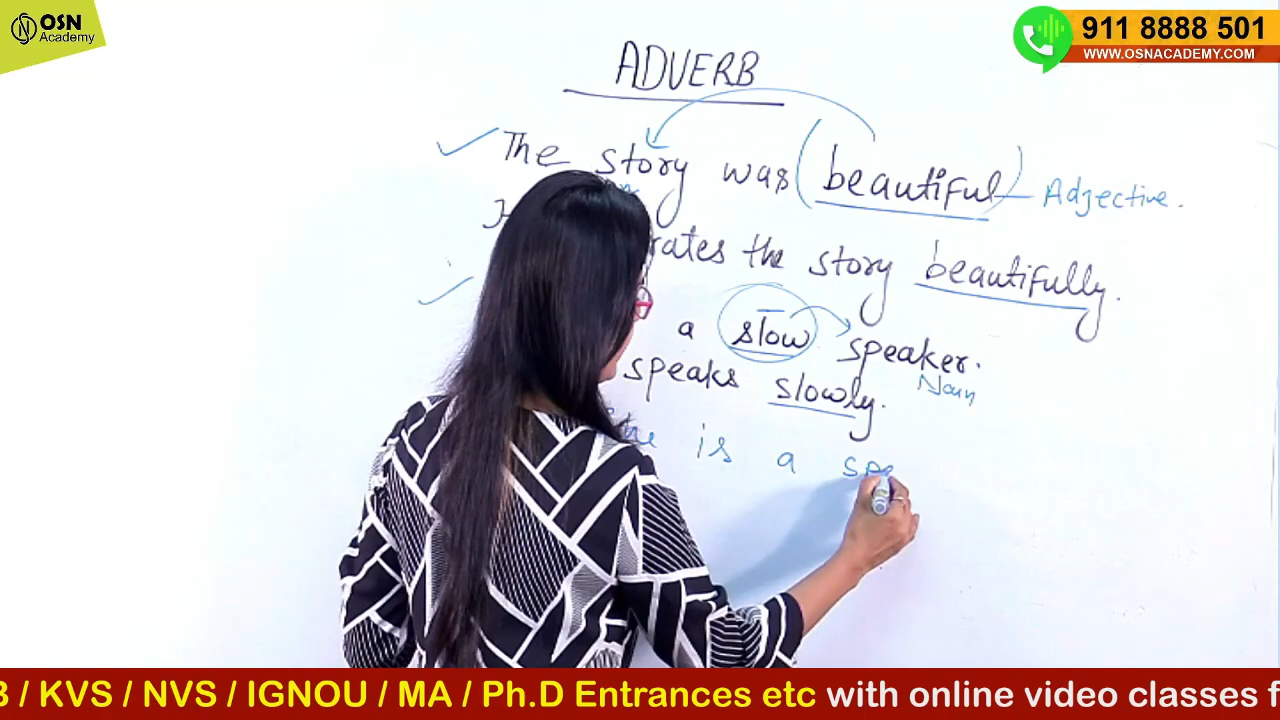 OSN
Academy
911 8888 501
WWW.OSNACADEMY.COM
ADVERB
The story was (beautiful) Adjective.
rates the story beautifully.
a slow speaker.
Noun
speaks slowly.
is a spe
B / KVS / NVS / IGNOU / MA / Ph.D Entrances etc with online video classes f